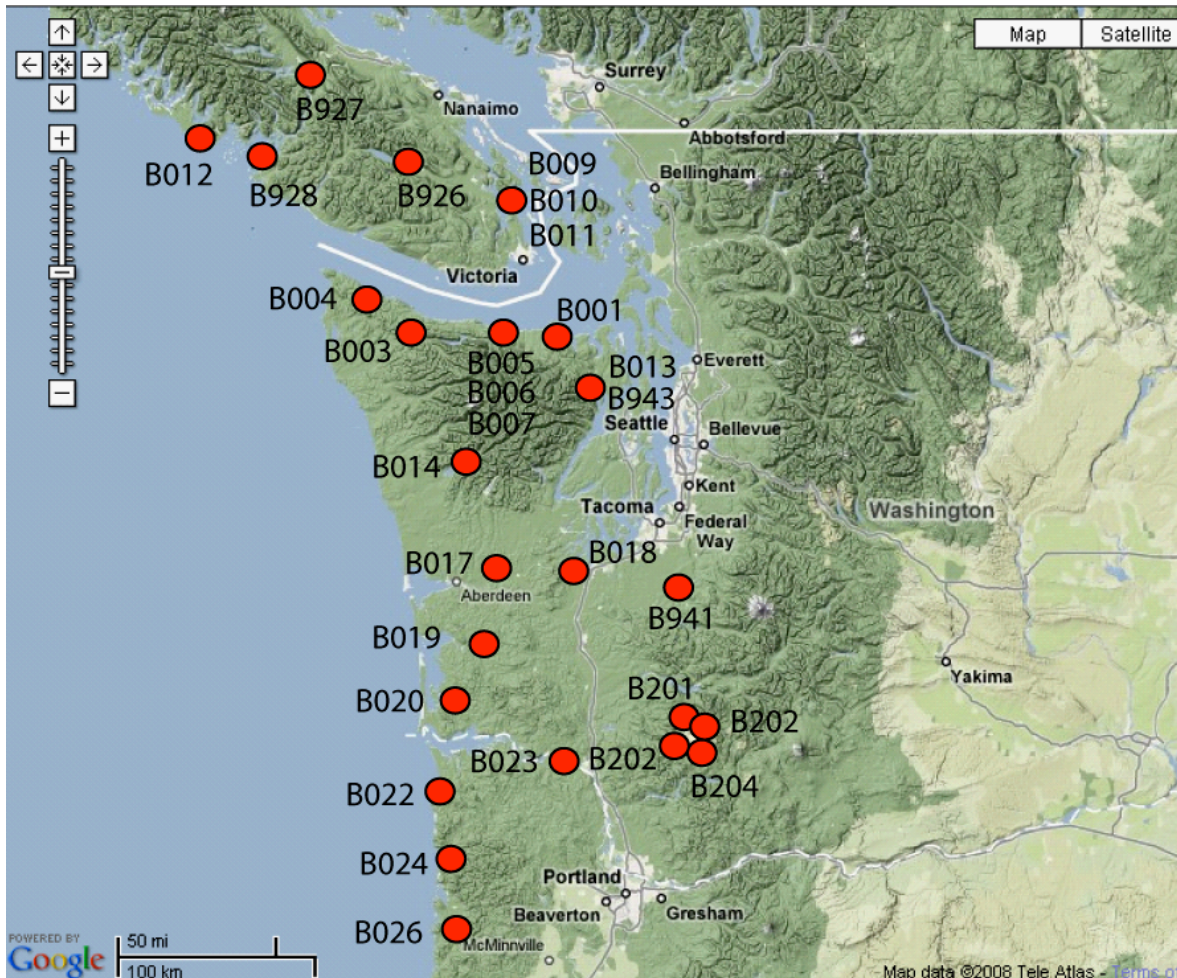 Map
Satellite
Surrey
B927
Nanaimo
Abbotsford
B012
B928
B926
B009
Bellingham
B010
B011
Victoria
B004
B001
B003
B005
B013
Everett
B006
B943
B007
Seattle
Bellevue
B014
Kent
Tacoma
Federal
Way
Washington
B017
B018
Aberdeen
B941
B019
Yakima
B201
B020
B202
B023
B202
B204
B022
B024
Portland
Beaverton
Gresham
B026
McMinnville
POWERED BY
Google
50 mi
100 km
Map data ©2008 Tele Atlas - Terms of